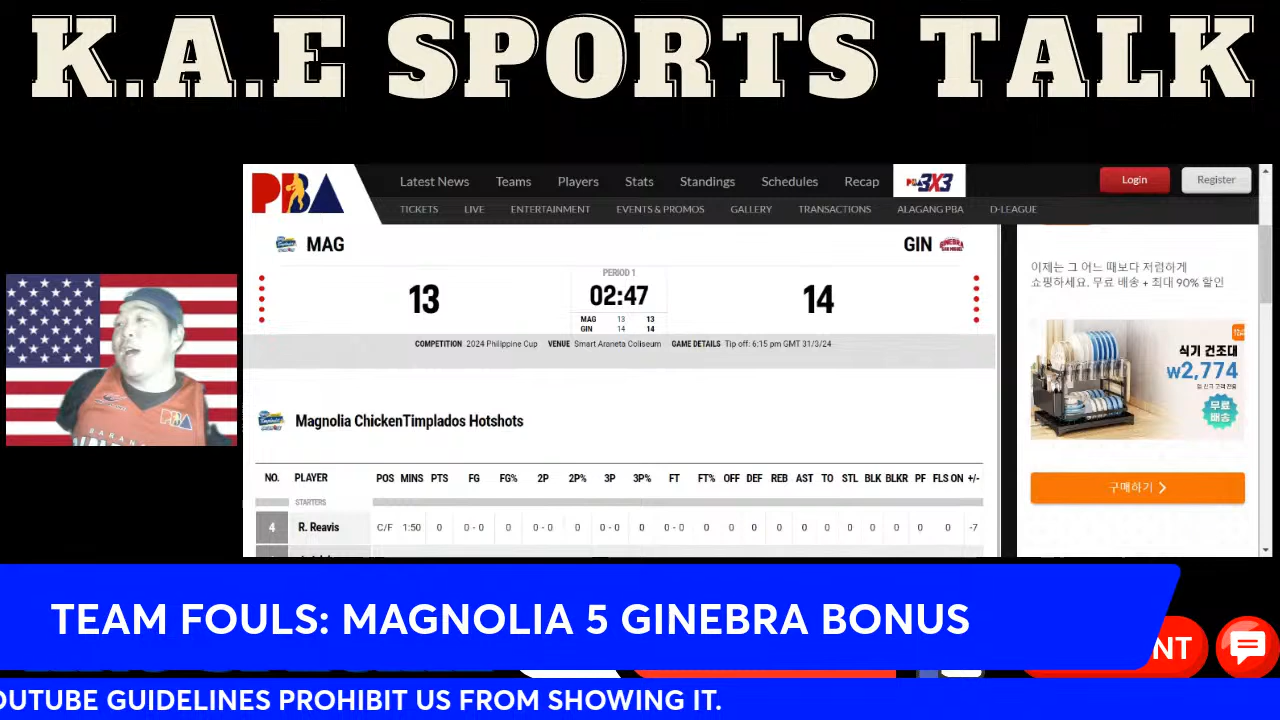 K.A.E SPORTS TALK
PBA
Latest News Teams Players Stats Standings Schedules Recap PBA 3X3 Login Register
TICKETS LIVE ENTERTAINMENT EVENTS & PROMOS GALLERY TRANSACTIONS ALAGANG PBA D-LEAGUE
MAG GIN
PERIOD 1
13 02:47 14
MAG 13 13
GIN 14 14
COMPETITION 2024 Philippine Cup VENUE Smart Araneta Coliseum GAME DETAILS Tip off: 6:15 pm GMT 31/3/24
Magnolia ChickenTimplados Hotshots
NO. PLAYER POS MINS PTS FG FG% 2P 2P% 3P 3P% FT FT% OFF DEF REB AST TO STL BLK BLKR PF FLS ON +/-
STARTERS
4 R. Reavis C/F 1:50 0 0 - 0 0 0 - 0 0 0 - 0 0 0 - 0 0 0 0 0 0 0 0 0 0 0 0 -7
이제는 그 어느 때보다 저렴하게
쇼핑하세요. 무료 배송 + 최대 90% 할인
식기 건조대
₩2,774
무료
배송
구매하기
PBA
TEAM FOULS: MAGNOLIA 5 GINEBRA BONUS
NT
OUTUBE GUIDELINES PROHIBIT US FROM SHOWING IT.